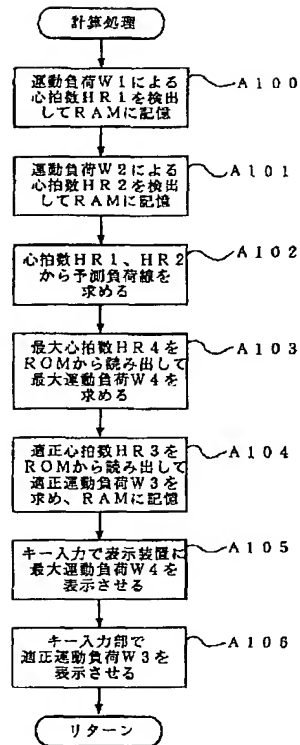 計算処理
運動負荷W1による
心拍数HR1を検出
してRAMに記憶
A100
運動負荷W2による
心拍数HR2を検出
してRAMに記憶
A101
心拍数HR1、HR2
から予測負荷線を
求める
A102
最大心拍数HR4を
ROMから読み出して
最大運動負荷W4を
求める
A103
適正心拍数HR3を
ROMから読み出して
適正運動負荷W3を
求め、RAMに記憶
A104
キー入力で表示装置に
最大運動負荷W4を
表示させる
A105
キー入力部で
適正運動負荷W3を
表示させる
A106
リターン